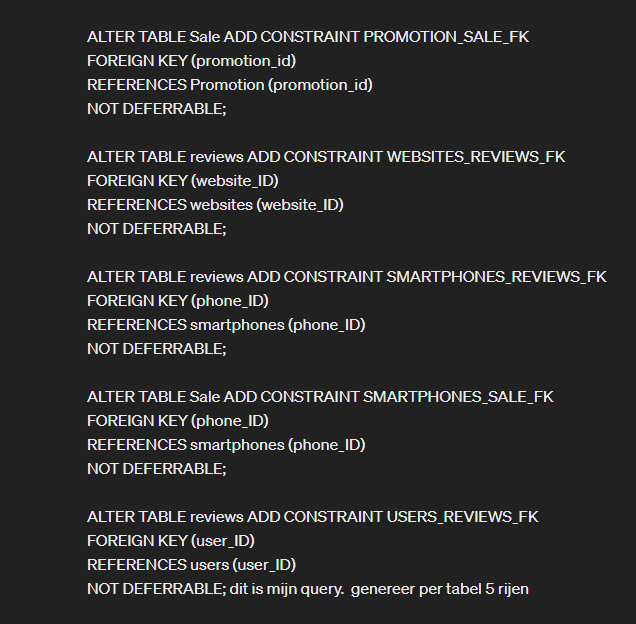 ALTER TABLE Sale ADD CONSTRAINT PROMOTION_SALE_FK
FOREIGN KEY (promotion_id)
REFERENCES Promotion (promotion_id)
NOT DEFERRABLE;
ALTER TABLE reviews ADD CONSTRAINT WEBSITES_REVIEWS_FK
FOREIGN KEY (website_ID)
REFERENCES websites (website_ID)
NOT DEFERRABLE;
ALTER TABLE reviews ADD CONSTRAINT SMARTPHONES_REVIEWS_FK
FOREIGN KEY (phone_ID)
REFERENCES smartphones (phone_ID)
NOT DEFERRABLE;
ALTER TABLE Sale ADD CONSTRAINT SMARTPHONES_SALE_FK
FOREIGN KEY (phone_ID)
REFERENCES smartphones (phone_ID)
NOT DEFERRABLE;
ALTER TABLE reviews ADD CONSTRAINT USERS_REVIEWS_FK
FOREIGN KEY (user_ID)
REFERENCES users (user_ID)
NOT DEFERRABLE; dit is mijn query.  genereer per tabel 5 rijen